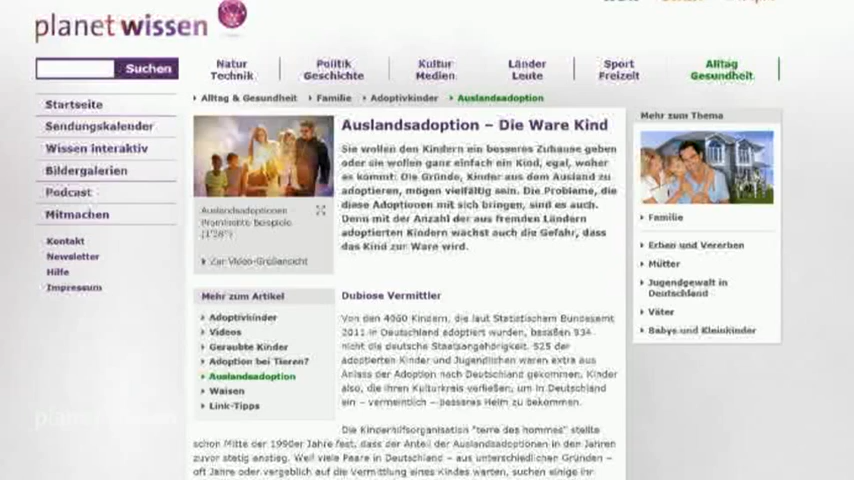 planet wissen
Suchen
Natur Technik
Politik Geschichte
Kultur Medien
Länder Leute
Sport Freizeit
Alltag Gesundheit
Startseite
Sendungskalender
Wissen interaktiv
Bildergalerien
Podcast
Mitmachen
Kontakt
Newsletter
Hilfe
Impressum
Alltag & Gesundheit Familie Adoptivkinder Auslandsadoption
Auslandsadoptionen
Prominente Beispiele
(1'28")
Zur Video-Großansicht
Auslandsadoption – Die Ware Kind
Sie wollen den Kindern ein besseres Zuhause geben
oder sie wollen ganz einfach ein Kind, egal, woher
es kommt: Die Gründe, Kinder aus dem Ausland zu
adoptieren, mögen vielfältig sein. Die Probleme, die
diese Adoptionen mit sich bringen, sind es auch.
Denn mit der Anzahl der aus fremden Ländern
adoptierten Kindern wächst auch die Gefahr, dass
das Kind zur Ware wird.
Mehr zum Artikel
Adoptivkinder
Videos
Geraubte Kinder
Adoption bei Tieren?
Auslandsadoption
Waisen
Link-Tipps
Dubiose Vermittler
Von den 4060 Kindern, die laut Statistischem Bundesamt
2011 in Deutschland adoptiert wurden, besaßen 934
nicht die deutsche Staatsangehörigkeit. 525 der
adoptierten Kinder und Jugendlichen waren extra aus
Anlass der Adoption nach Deutschland gekommen. Kinder
also, die ihren Kulturkreis verließen, um in Deutschland
ein – vermeintlich – besseres Heim zu bekommen.
Die Kinderhilfsorganisation "terre des hommes" stellte
schon Mitte der 1990er Jahre fest, dass der Anteil der Auslandsadoptionen in den Jahren
zuvor stetig anstieg. Weil viele Paare in Deutschland – aus unterschiedlichen Gründen –
oft Jahre oder vergeblich auf die Vermittlung eines Kindes warten, suchen einige ihr
Mehr zum Thema
Familie
Erben und Vererben
Mütter
Jugendgewalt in
Deutschland
Väter
Babys und Kleinkinder
planet wissen